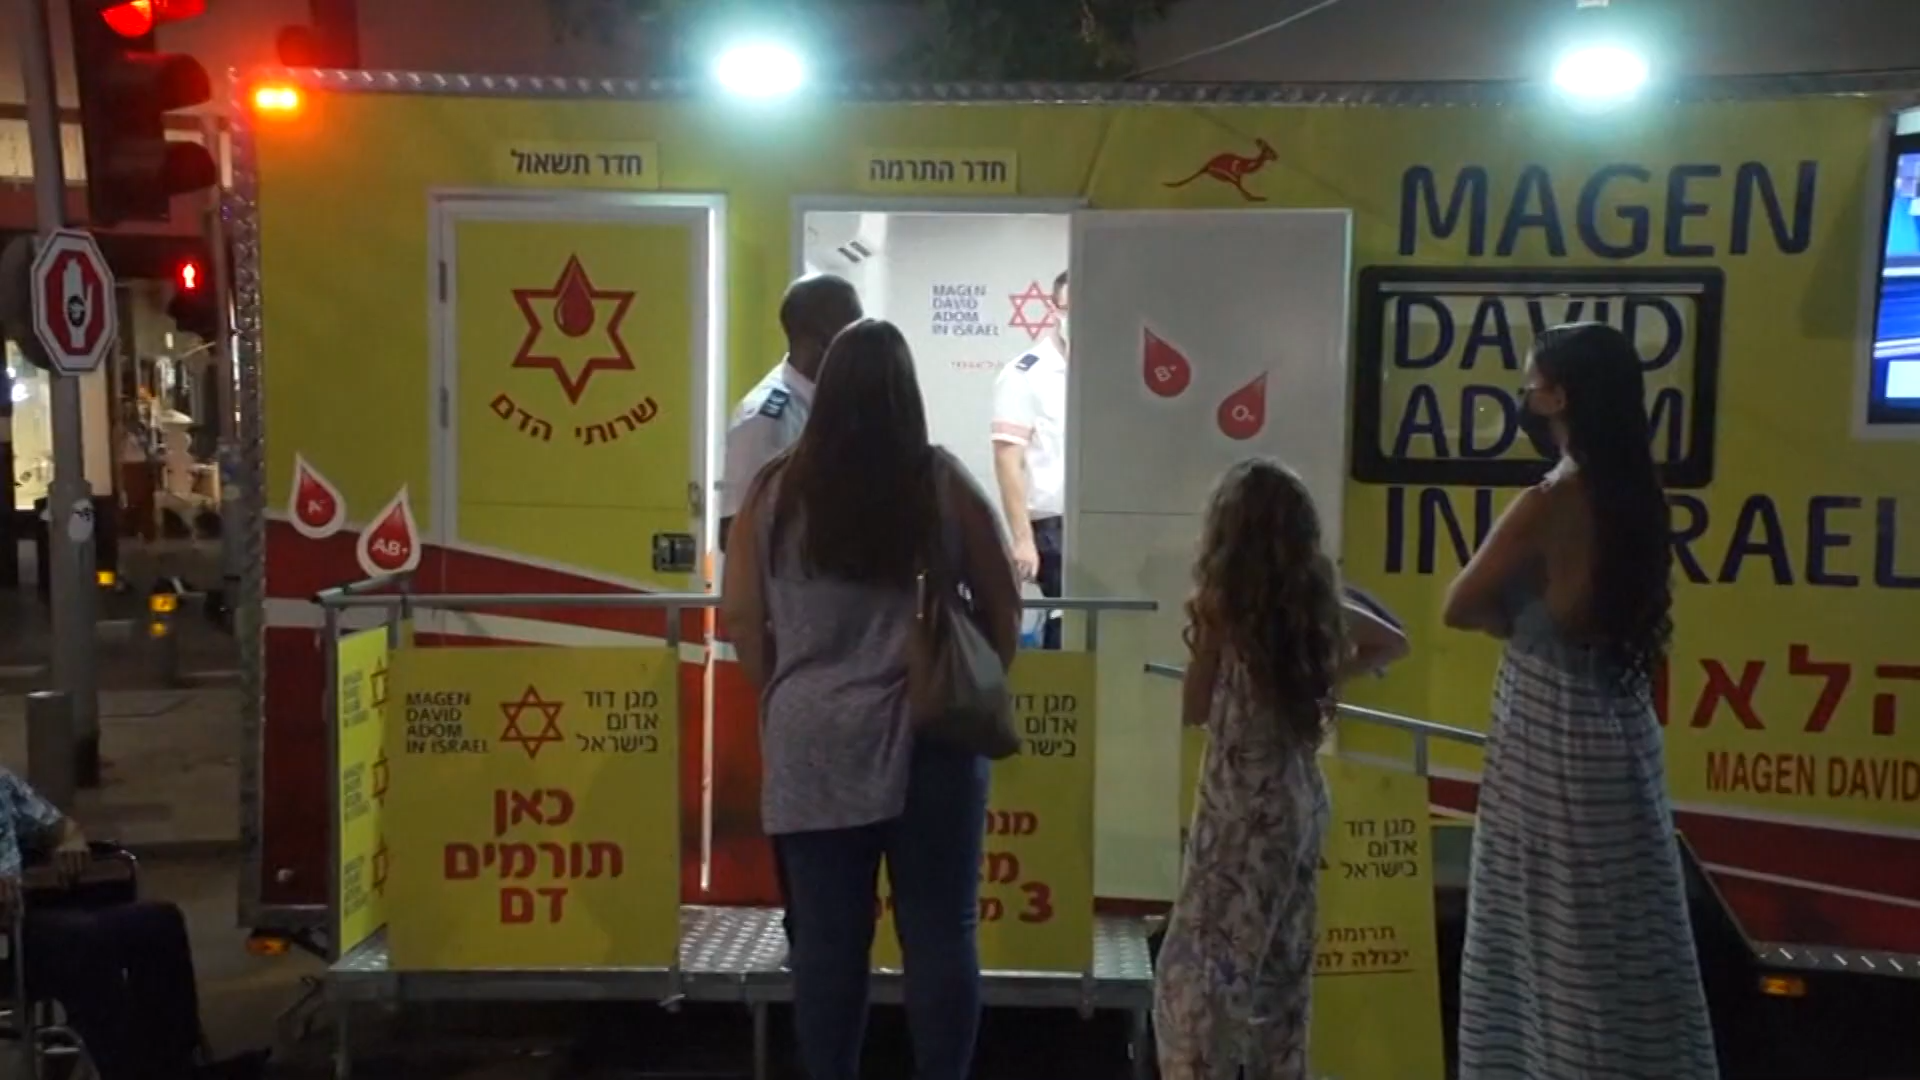 חדר תשאול
חדר התרמה
MAGEN
DAVID
ADOM
IN ISRAEL
MAGEN
DAVID
ADOM
IN ISRAEL
שרותי הדם
B+
O-
A-
AB+
MAGEN DAVID
MAGEN
DAVID
ADOM
IN ISRAEL
מגן דוד
אדום
בישראל
כאן
תורמים
דם
מגן דוד
אדום
בישראל
3
מגן דוד
אדום
בישראל
תרומת
יכולה